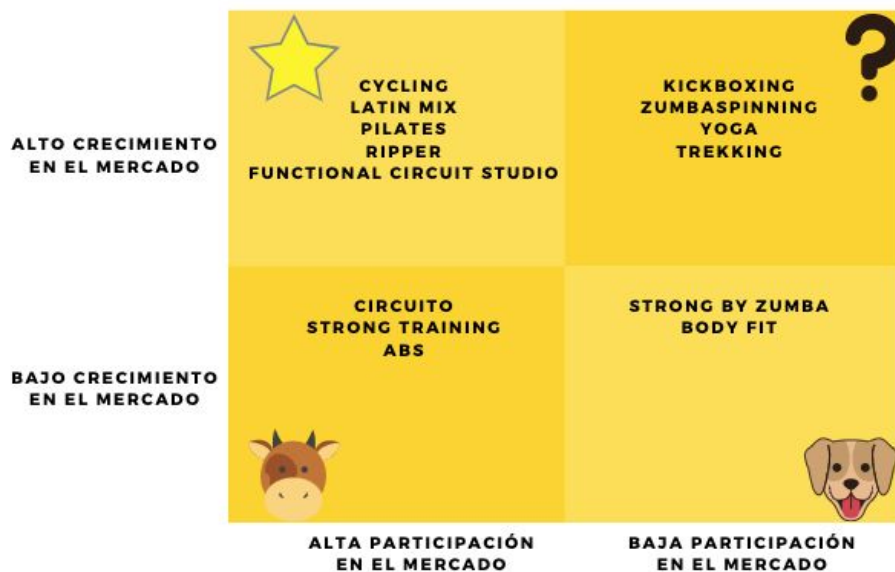 CYCLING
LATIN MIX
PILATES
RIPPER
FUNCTIONAL CIRCUIT STUDIO
?
KICKBOXING
ZUMBASPINNING
YOGA
TREKKING
ALTO CRECIMIENTO
EN EL MERCADO
CIRCUITO
STRONG TRAINING
ABS
STRONG BY ZUMBA
BODY FIT
BAJO CRECIMIENTO
EN EL MERCADO
ALTA PARTICIPACIÓN
EN EL MERCADO
BAJA PARTICIPACIÓN
EN EL MERCADO